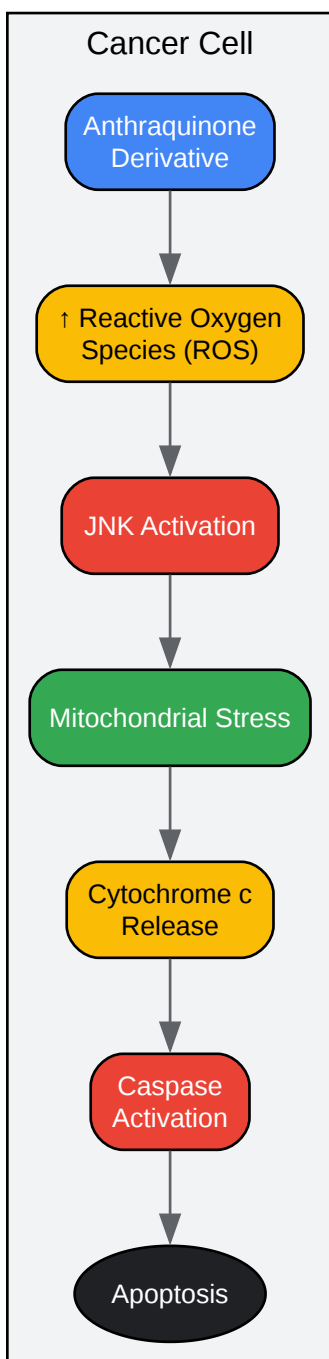 Cancer Cell
Anthraquinone
Derivative
↑ Reactive Oxygen
Species (ROS)
JNK Activation
Mitochondrial Stress
Cytochrome c
Release
Caspase
Activation
Apoptosis